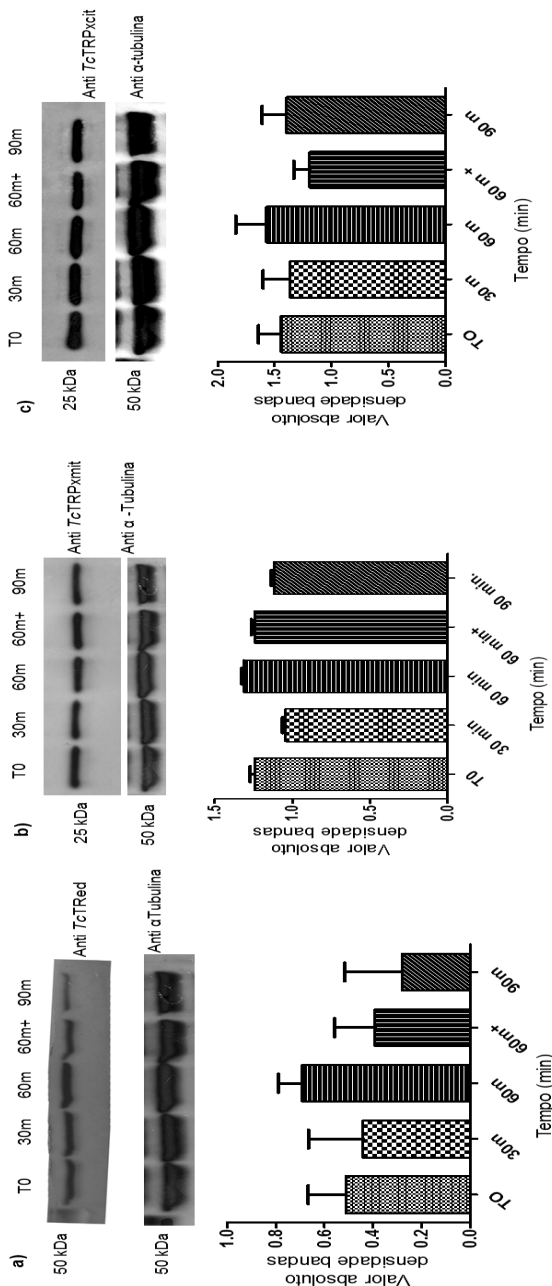 a)
T0 30m 60m 60m+ 90m
50 kDa
Anti TcTRed
50 kDa
Anti αTubulina
Valor absoluto
densidade bandas
1.0
0.8
0.6
0.4
0.2
0.0
TO 30m 60m 60m+ 90m
Tempo (min)
b)
T0 30m 60m 60m+ 90m
25 kDa
Anti TcTRPxmit
50 kDa
Anti α -Tubulina
Valor absoluto
densidade bandas
1.5
1.0
0.5
0.0
T0 30 min 60 min 60 min+ 90 min.
Tempo (min)
c)
T0 30m 60m 60m+ 90m
25 kDa
Anti TcTRPxcit
50 kDa
Anti α-tubulina
Valor absoluto
densidade bandas
2.0
1.5
1.0
0.5
0.0
TO 30 m 60 m 60 m + 90 m
Tempo (min)